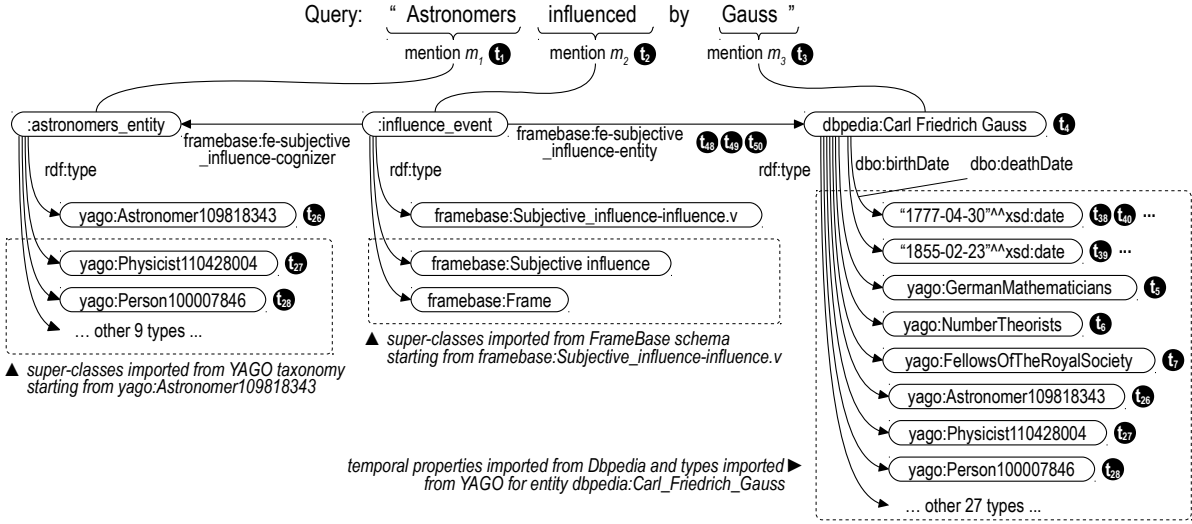 Query: “ Astronomers influenced by Gauss ”
mention m1 t1 mention m2 t2 mention m3 t3
:astronomers_entity
:influence_event
dbpedia:Carl Friedrich Gauss t4
framebase:fe-subjective
_influence-cognizer
framebase:fe-subjective
_influence-entity
t48 t49 t50
rdf:type
rdf:type
rdf:type
dbo:birthDate
dbo:deathDate
yago:Astronomer109818343 t26
yago:Physicist110428004 t27
yago:Person100007846 t28
… other 9 types ...
▲ super-classes imported from YAGO taxonomy
starting from yago:Astronomer109818343
framebase:Subjective_influence-influence.v
framebase:Subjective influence
framebase:Frame
▲ super-classes imported from FrameBase schema
starting from framebase:Subjective_influence-influence.v
“1777-04-30”^^xsd:date t38 t40 ...
“1855-02-23”^^xsd:date t39 ...
yago:GermanMathematicians t5
yago:NumberTheorists t6
yago:FellowsOfTheRoyalSociety t7
yago:Astronomer109818343 t26
yago:Physicist110428004 t27
yago:Person100007846 t28
… other 27 types ...
temporal properties imported from Dbpedia and types imported ►
from YAGO for entity dbpedia:Carl_Friedrich_Gauss